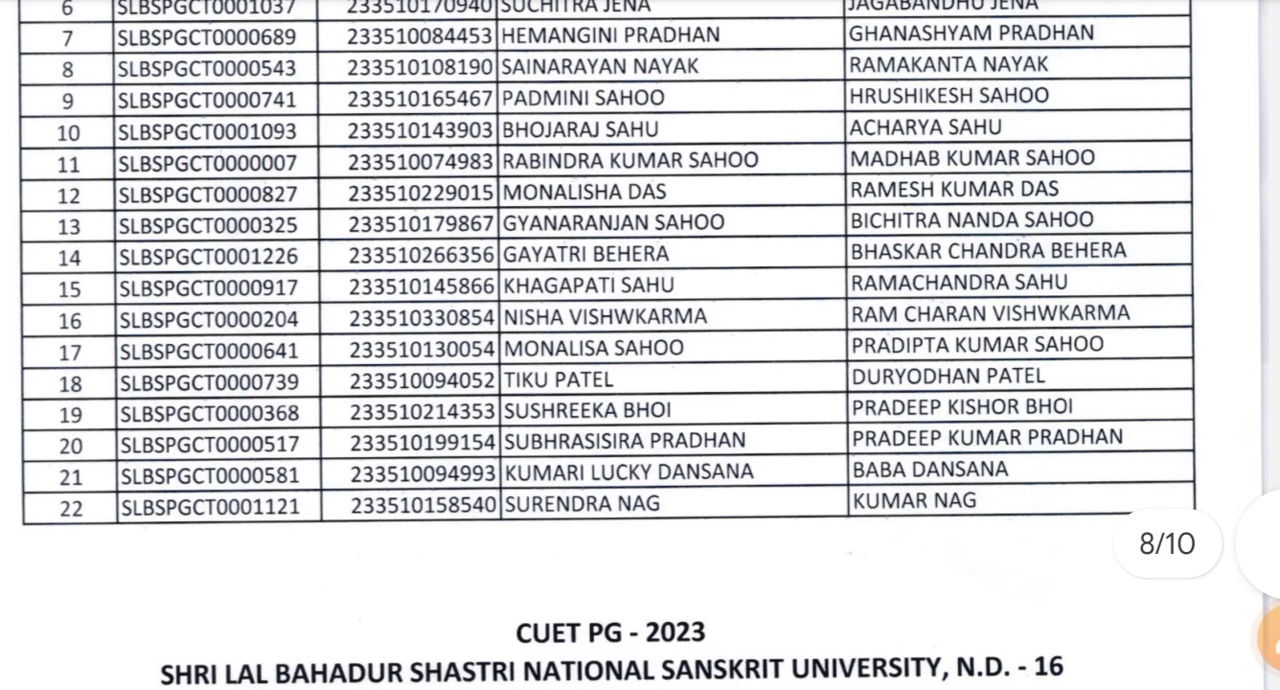 6 SLBSPGCT0001037 233510170940 SUCHITRA JENA JAGABANDHU JENA
7 SLBSPGCT0000689 233510084453 HEMANGINI PRADHAN GHANASHYAM PRADHAN
8 SLBSPGCT0000543 233510108190 SAINARAYAN NAYAK RAMAKANTA NAYAK
9 SLBSPGCT0000741 233510165467 PADMINI SAHOO HRUSHIKESH SAHOO
10 SLBSPGCT0001093 233510143903 BHOJARAJ SAHU ACHARYA SAHU
11 SLBSPGCT0000007 233510074983 RABINDRA KUMAR SAHOO MADHAB KUMAR SAHOO
12 SLBSPGCT0000827 233510229015 MONALISHA DAS RAMESH KUMAR DAS
13 SLBSPGCT0000325 233510179867 GYANARANJAN SAHOO BICHITRA NANDA SAHOO
14 SLBSPGCT0001226 233510266356 GAYATRI BEHERA BHASKAR CHANDRA BEHERA
15 SLBSPGCT0000917 233510145866 KHAGAPATI SAHU RAMACHANDRA SAHU
16 SLBSPGCT0000204 233510330854 NISHA VISHWKARMA RAM CHARAN VISHWKARMA
17 SLBSPGCT0000641 233510130054 MONALISA SAHOO PRADIPTA KUMAR SAHOO
18 SLBSPGCT0000739 233510094052 TIKU PATEL DURYODHAN PATEL
19 SLBSPGCT0000368 233510214353 SUSHREEKA BHOI PRADEEP KISHOR BHOI
20 SLBSPGCT0000517 233510199154 SUBHRASISIRA PRADHAN PRADEEP KUMAR PRADHAN
21 SLBSPGCT0000581 233510094993 KUMARI LUCKY DANSANA BABA DANSANA
22 SLBSPGCT0001121 233510158540 SURENDRA NAG KUMAR NAG
8/10
CUET PG - 2023
SHRI LAL BAHADUR SHASTRI NATIONAL SANSKRIT UNIVERSITY, N.D. - 16